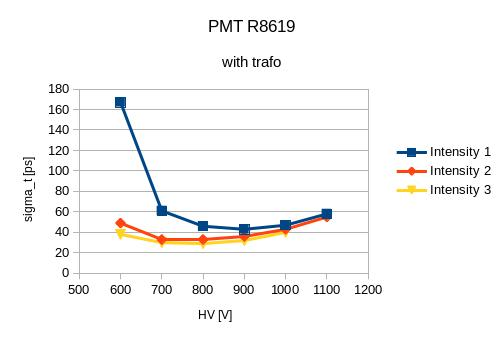 PMT R8619
with trafo
180
160
140
120
100
80
60
40
20
0
sigma_t [ps]
500 600 700 800 900 1000 1100 1200
HV [V]
Intensity 1
Intensity 2
Intensity 3